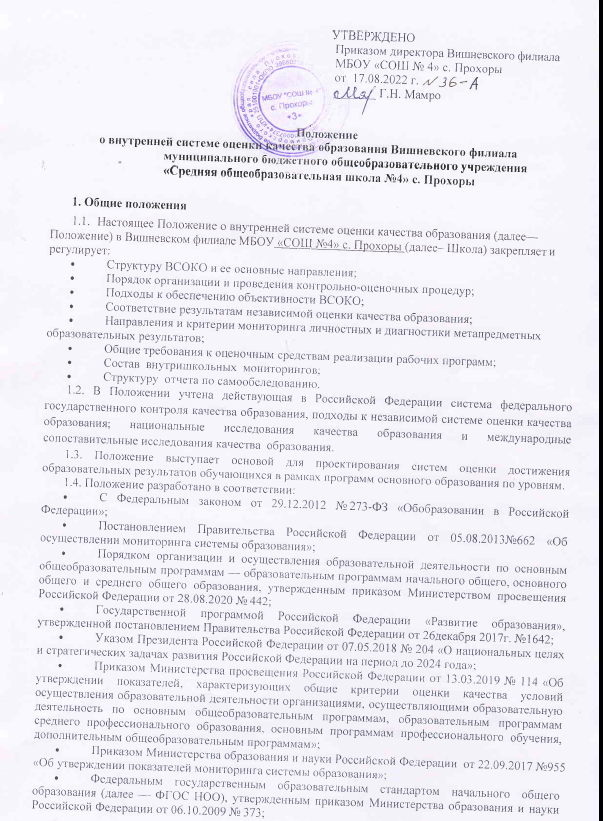 УТВЕРЖДЕНО
Приказом директора Вишневского филиала
МБОУ «СОШ № 4» с. Прохоры
от 17.08.2022 г. № 36-А
Г.Н. Мамро
МБОУ "СОШ №
с. Прохоры
*3*
Положение
о внутренней системе оценки качества образования Вишневского филиала
муниципального бюджетного общеобразовательного учреждения
«Средняя общеобразовательная школа №4» с. Прохоры
1. Общие положения
1.1. Настоящее Положение о внутренней системе оценки качества образования (далее—
Положение) в Вишневском филиале МБОУ «СОШ №4» с. Прохоры (далее– Школа) закрепляет и
регулирует:
• Структуру ВСОКО и ее основные направления;
• Порядок организации и проведения контрольно-оценочных процедур;
• Подходы к обеспечению объективности ВСОКО;
• Соответствие результатам независимой оценки качества образования;
• Направления и критерии мониторинга личностных и диагностики метапредметных
образовательных результатов;
• Общие требования к оценочным средствам реализации рабочих программ;
• Состав внутришкольных мониторингов;
• Структуру отчета по самообследованию.
1.2. В Положении учтена действующая в Российской Федерации система федерального
государственного контроля качества образования, подходы к независимой системе оценки качества
образования; национальные исследования качества образования и международные
сопоставительные исследования качества образования.
1.3. Положение выступает основой для проектирования систем оценки достижения
образовательных результатов обучающихся в рамках программ основного образования по уровням.
1.4. Положение разработано в соответствии:
• С Федеральным законом от 29.12.2012 №273-ФЗ «Обобразовании в Российской
Федерации»;
• Постановлением Правительства Российской Федерации от 05.08.2013№662 «Об
осуществлении мониторинга системы образования»;
• Порядком организации и осуществления образовательной деятельности по основным
общеобразовательным программам — образовательным программам начального общего, основного
общего и среднего общего образования, утвержденным приказом Министерством просвещения
Российской Федерации от 28.08.2020 № 442;
• Государственной программой Российской Федерации «Развитие образования»,
утвержденной постановлением Правительства Российской Федерации от 26декабря 2017г. №1642;
• Указом Президента Российской Федерации от 07.05.2018 № 204 «О национальных целях
и стратегических задачах развития Российской Федерации на период до 2024 года»;
• Приказом Министерства просвещения Российской Федерации от 13.03.2019 № 114 «Об
утверждении показателей, характеризующих общие критерии оценки качества условий
осуществления образовательной деятельности организациями, осуществляющими образовательную
деятельность по основным общеобразовательным программам, образовательным программам
среднего профессионального образования, основным программам профессионального обучения,
дополнительным общеобразовательным программам»;
• Приказом Министерства образования и науки Российской Федерации от 22.09.2017 №955
«Об утверждении показателей мониторинга системы образования»;
• Федеральным государственным образовательным стандартом начального общего
образования (далее — ФГОС НОО), утвержденным приказом Министерства образования и науки
Российской Федерации от 06.10.2009 № 373;